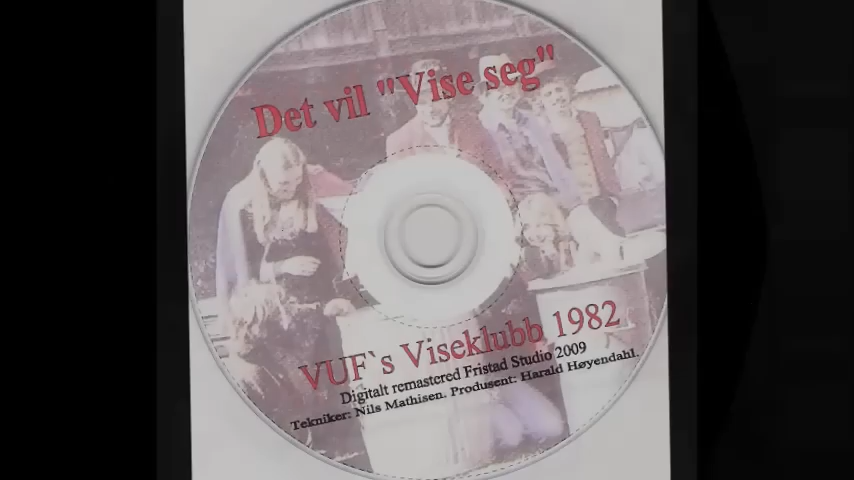 Det vil "Vise seg"
VUF`s Viseklubb 1982
Digitalt remastered Fristad Studio 2009
Tekniker: Nils Mathisen. Produsent: Harald Høyendahl.